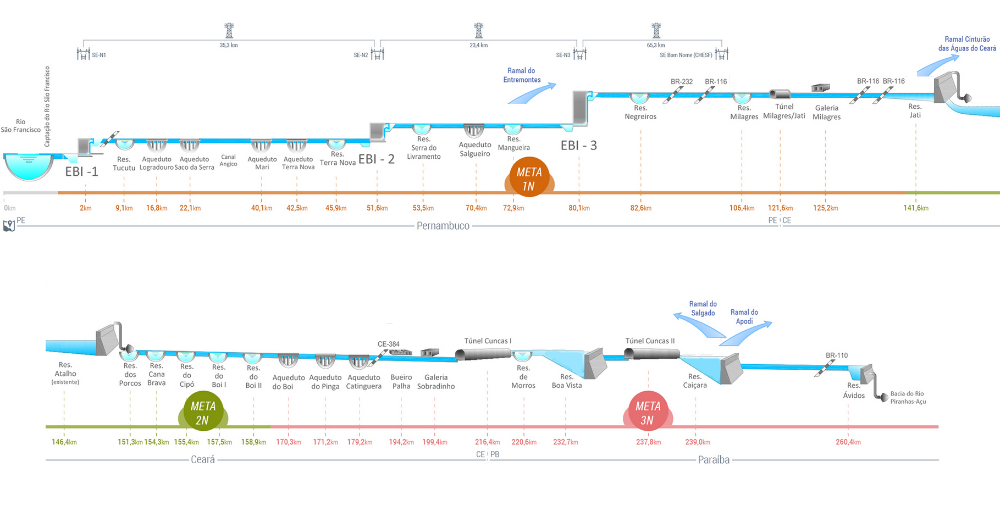 35,3 km
23,4 km
65,3 km
SE-N1
SE-N2
SE-N3
SE Bom Nome (CHESF)
Ramal Cinturão
das Águas do Ceará
Ramal do
Entremontes
Captação do Rio São Francisco
Rio
São Francisco
BR-232
BR-116
BR-116
BR-116
EBI -1
Res.
Tucutu
Aqueduto
Logradouro
Aqueduto
Saco da Serra
Canal
Angico
Aqueduto
Mari
Aqueduto
Terra Nova
Res.
Terra Nova
EBI - 2
Res.
Serra do
Livramento
Aqueduto
Salgueiro
Res.
Mangueira
EBI - 3
Res.
Negreiros
Res.
Milagres
Túnel
Milagres/Jati
Galeria
Milagres
Res.
Jati
META
1N
0km
2km
9,1km
16,8km
22,1km
40,1km
42,5km
45,9km
51,6km
53,5km
70,4km
72,9km
80,1km
82,6km
106,4km
121,6km
125,2km
141,6km
PE
Pernambuco
PE
CE
Ramal do
Salgado
Ramal do
Apodi
Res.
Atalho
(existente)
Res.
dos
Porcos
Res.
Cana
Brava
Res.
do
Cipó
Res.
do
Boi I
Res.
do
Boi II
Aqueduto
do Boi
Aqueduto
do Pinga
Aqueduto
Catinguera
CE-384
Bueiro
Palha
Galeria
Sobradinho
Túnel Cuncas I
Res.
de
Morros
Res.
Boa Vista
Túnel Cuncas II
Res.
Caiçara
BR-110
Res.
Ávidos
Bacia do Rio
Piranhas-Açu
META
2N
META
3N
146,4km
151,3km
154,3km
155,4km
157,5km
158,9km
170,3km
171,2km
179,2km
194,2km
199,4km
216,4km
220,6km
232,7km
237,8km
239,0km
260,4km
Ceará
CE
PB
Paraíba